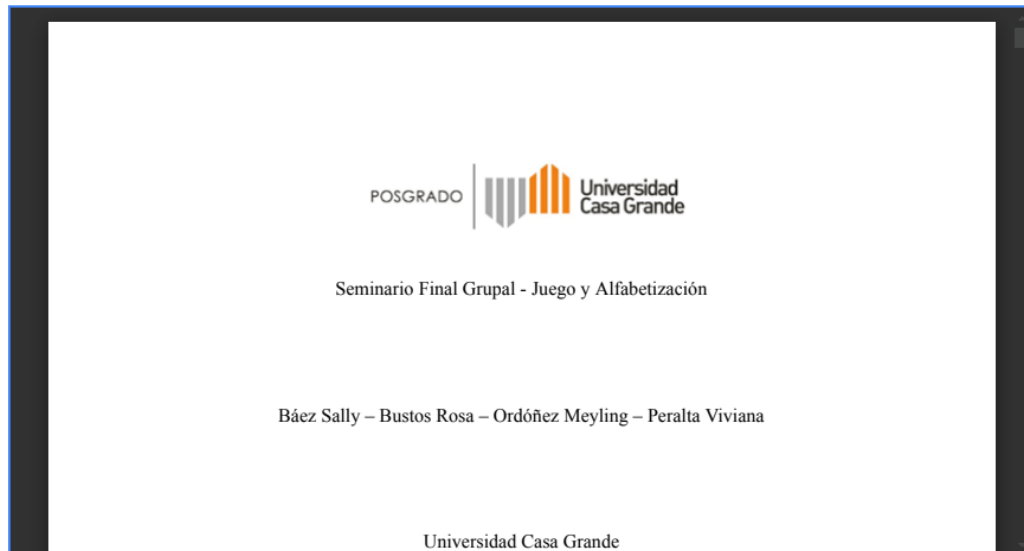 POSGRADO
Universidad
Casa Grande
Seminario Final Grupal - Juego y Alfabetización
Báez Sally – Bustos Rosa – Ordóñez Meyling – Peralta Viviana
Universidad Casa Grande